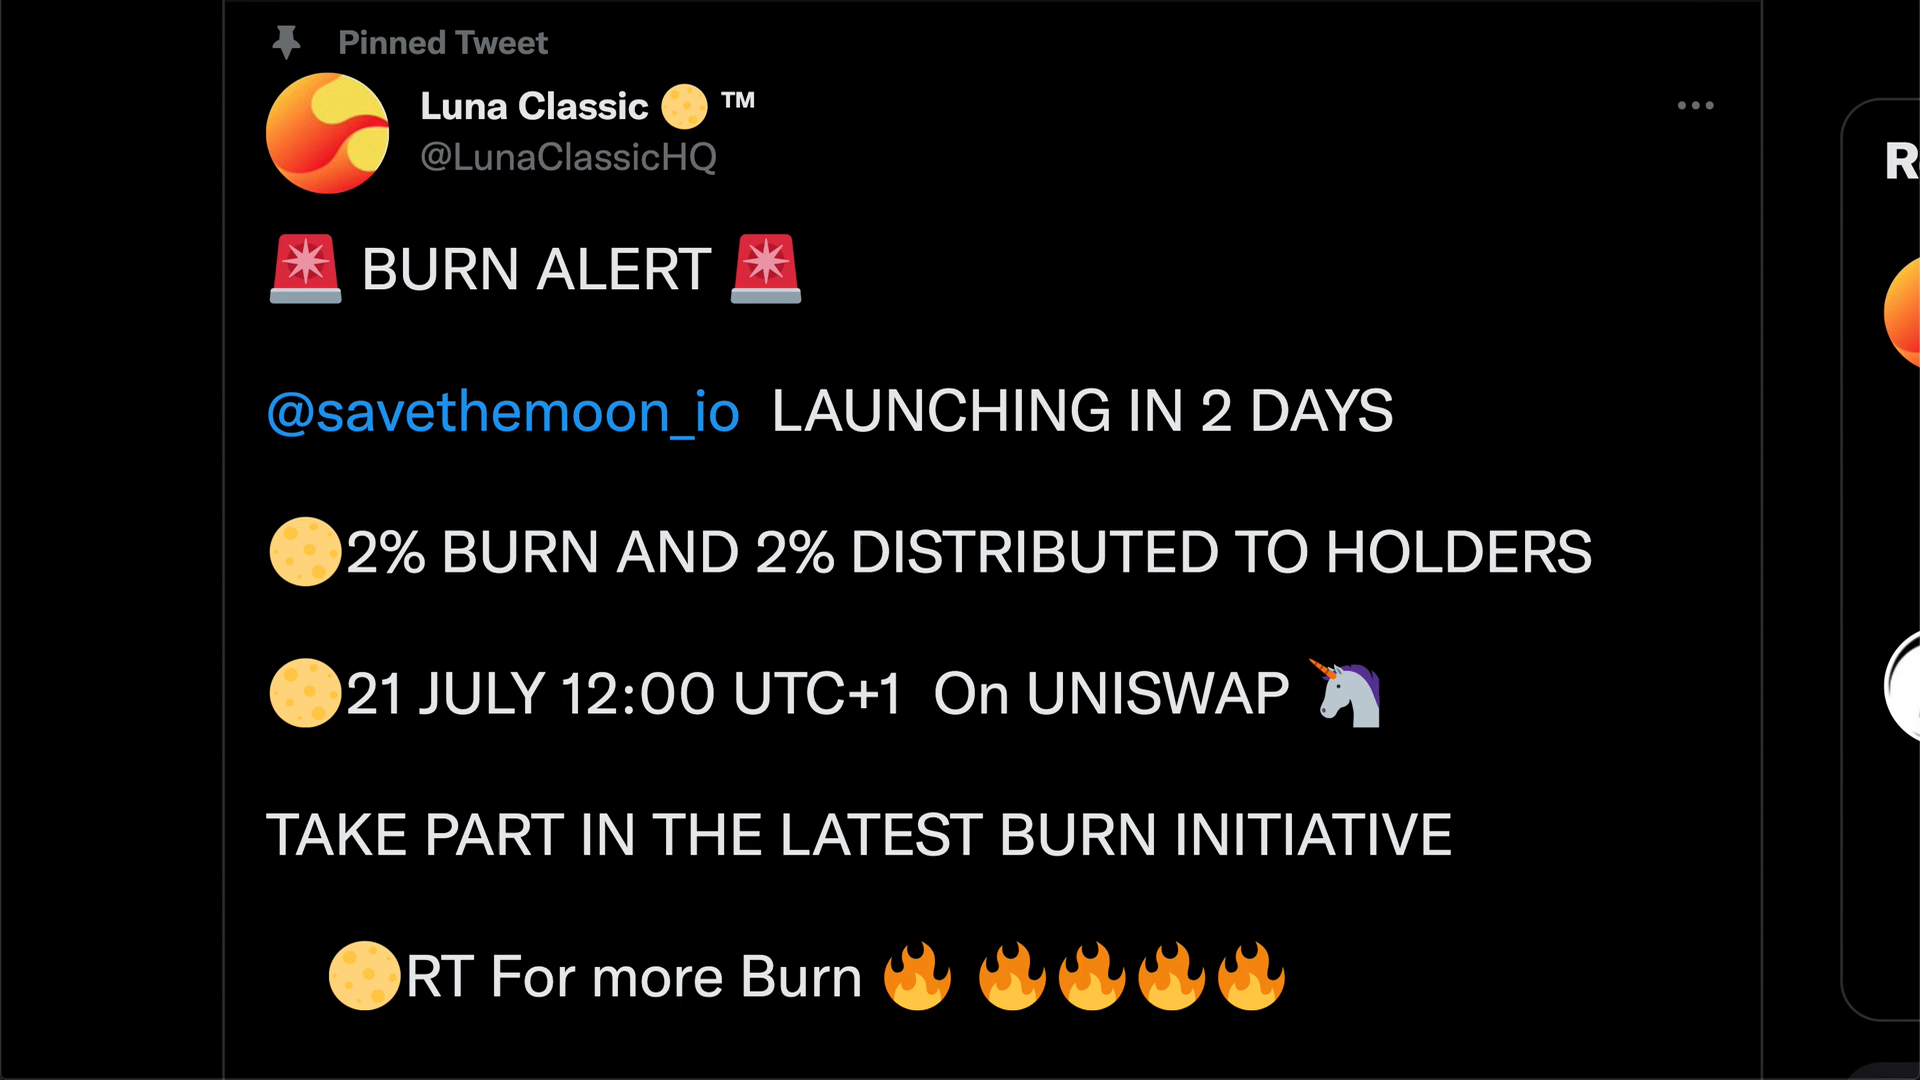 Pinned Tweet
Luna Classic 🌕 ™
@LunaClassicHQ
🚨 BURN ALERT 🚨
@savethemoon_io LAUNCHING IN 2 DAYS
🌕2% BURN AND 2% DISTRIBUTED TO HOLDERS
🌕21 JULY 12:00 UTC+1 On UNISWAP 🦄
TAKE PART IN THE LATEST BURN INITIATIVE
🌕RT For more Burn 🔥 🔥🔥🔥🔥